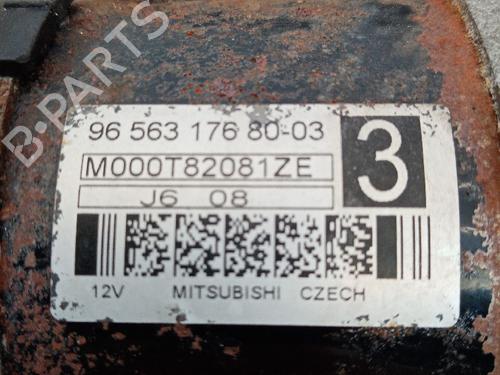 B-PARTS
96 563 176 80-03
3
M000T82081ZE
J6 08
12V MITSUBISHI CZECH